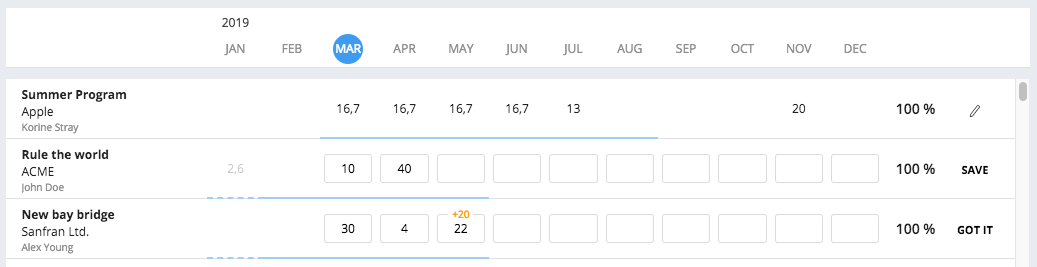 2019
JAN FEB MAR APR MAY JUN JUL AUG SEP OCT NOV DEC
Summer Program
Apple
Korine Stray
16,7 16,7 16,7 16,7 13 20 100 %
Rule the world
ACME
John Doe
2,6 10 40 100 % SAVE
New bay bridge
Sanfran Ltd.
Alex Young
+20
30 4 22 100 % GOT IT